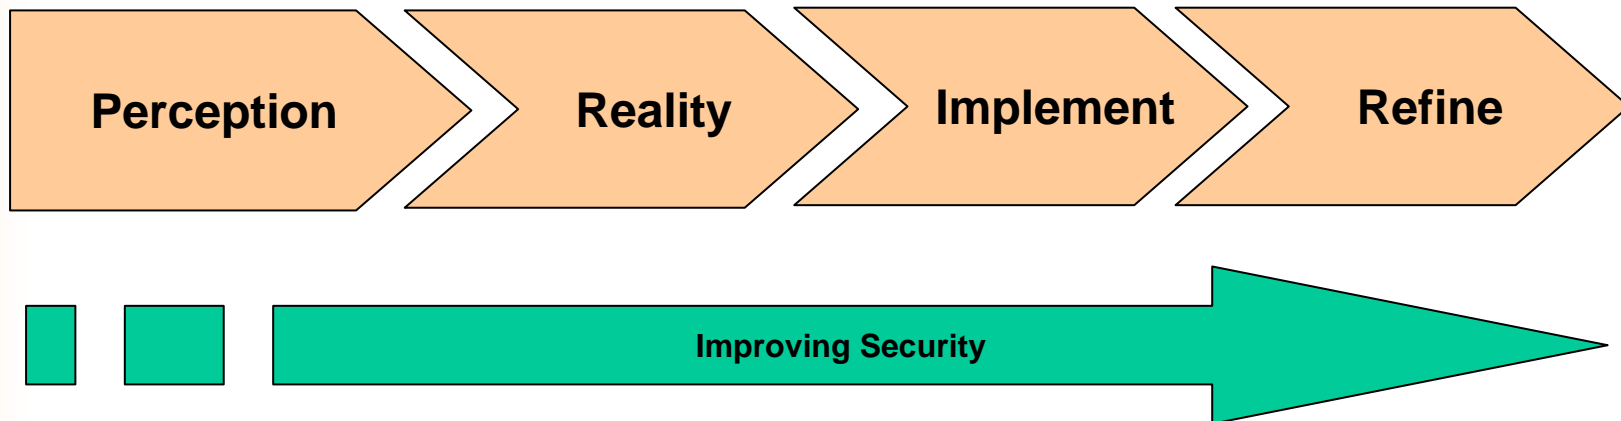 Perception
Reality
Implement
Refine
Improving Security